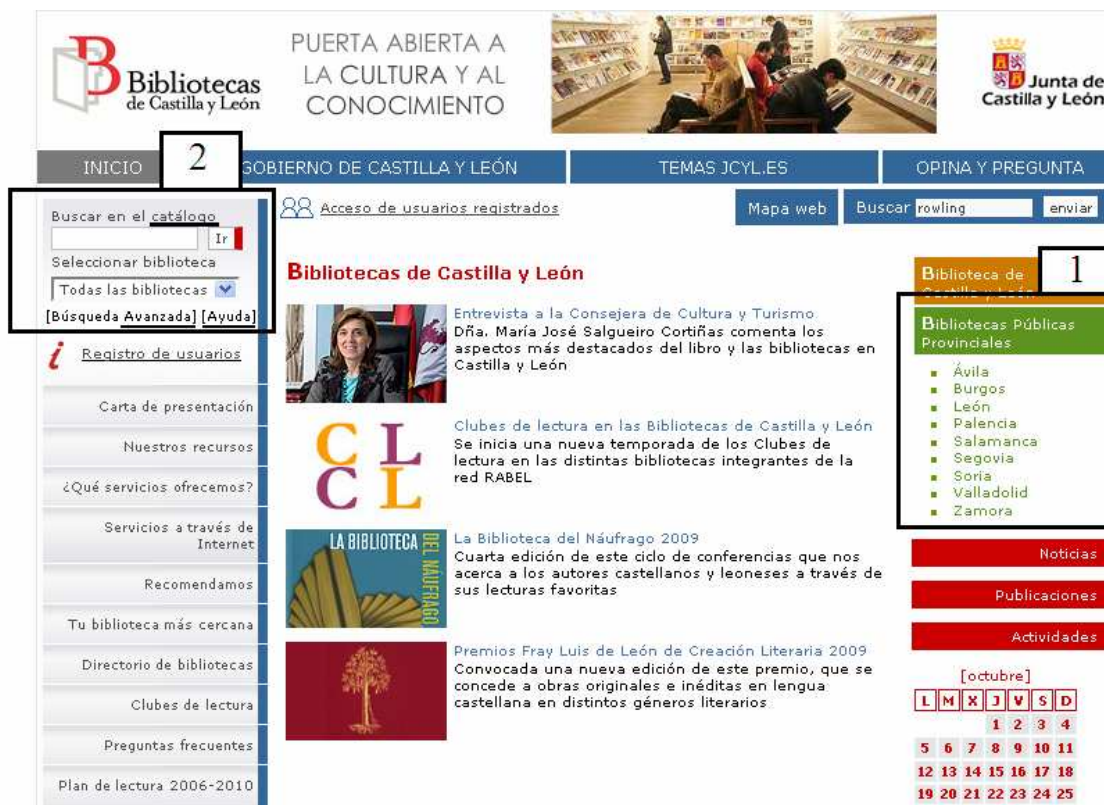 Bibliotecas
de Castilla y León
PUERTA ABIERTA A
LA CULTURA Y AL
CONOCIMIENTO
Junta de
Castilla y León
INICIO
2
GOBIERNO DE CASTILLA Y LEÓN
TEMAS JCYL.ES
OPINA Y PREGUNTA
Buscar en el catálogo
Ir
Seleccionar biblioteca
Todas las bibliotecas
[Búsqueda Avanzada] [Ayuda]
Registro de usuarios
Carta de presentación
Nuestros recursos
¿Qué servicios ofrecemos?
Servicios a través de
Internet
Recomendamos
Tu biblioteca más cercana
Directorio de bibliotecas
Clubes de lectura
Preguntas frecuentes
Plan de lectura 2006-2010
Acceso de usuarios registrados
Mapa web
Buscar rowling enviar
Bibliotecas de Castilla y León
Entrevista a la Consejera de Cultura y Turismo
Dña. María José Salgueiro Cortiñas comenta los
aspectos más destacados del libro y las bibliotecas en
Castilla y León
CL
CL
Clubes de lectura en las Bibliotecas de Castilla y León
Se inicia una nueva temporada de los Clubes de
lectura en las distintas bibliotecas integrantes de la
red RABEL
LA BIBLIOTECA
DEL NÁUFRAGO
La Biblioteca del Náufrago 2009
Cuarta edición de este ciclo de conferencias que nos
acerca a los autores castellanos y leoneses a través de
sus lecturas favoritas
Premios Fray Luis de León de Creación Literaria 2009
Convocada una nueva edición de este premio, que se
concede a obras originales e inéditas en lengua
castellana en distintos géneros literarios
Biblioteca de
Castilla y León
1
Bibliotecas Públicas
Provinciales
Ávila
Burgos
León
Palencia
Salamanca
Segovia
Soria
Valladolid
Zamora
Noticias
Publicaciones
Actividades
[octubre]
L M X J V S D
1 2 3 4
5 6 7 8 9 10 11
12 13 14 15 16 17 18
19 20 21 22 23 24 25